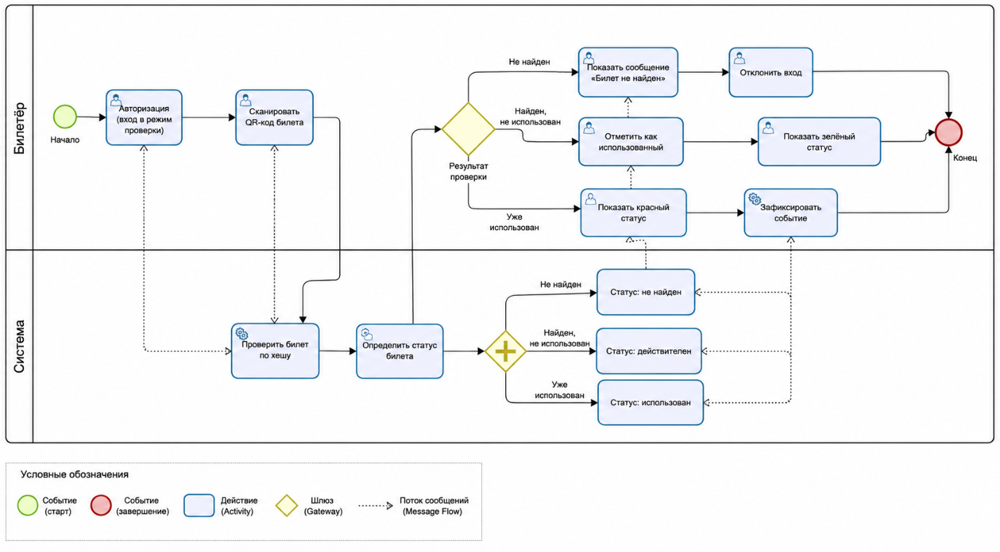 Билетёр
Начало
Авторизация
(вход в режим
проверки)
Сканировать
QR-код билета
Результат
проверки
Не найден
Показать сообщение
«Билет не найден»
Отклонить вход
Найден,
не использован
Отметить как
использованный
Показать зелёный
статус
Уже
использован
Показать красный
статус
Зафиксировать
событие
Конец
Система
Проверить билет
по хешу
Определить статус
билета
Не найден
Статус: не найден
Найден,
не использован
Статус: действителен
Уже
использован
Статус: использован
Условные обозначения
Событие
(старт)
Событие
(завершение)
Действие
(Activity)
Шлюз
(Gateway)
Поток сообщений
(Message Flow)